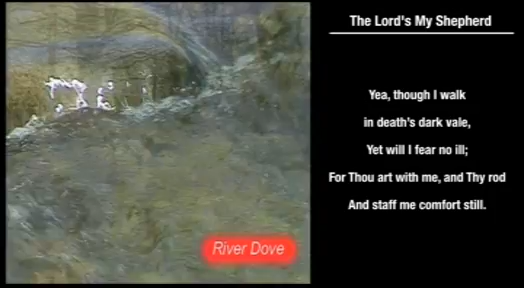 The Lord's My Shepherd
Yea, though I walk
in death's dark vale,
Yet will I fear no ill;
For Thou art with me, and Thy rod
And staff me comfort still.
River Dove